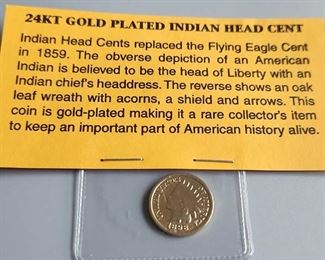 24KT GOLD PLATED INDIAN HEAD CENT
Indian Head Cents replaced the Flying Eagle Cent
in 1859. The obverse depiction of an American
Indian is believed to be the head of Liberty with an
Indian chief's headdress. The reverse shows an oak
leaf wreath with acorns, a shield and arrows. This
coin is gold-plated making it a rare collector's item
to keep an important part of American history alive.
1898